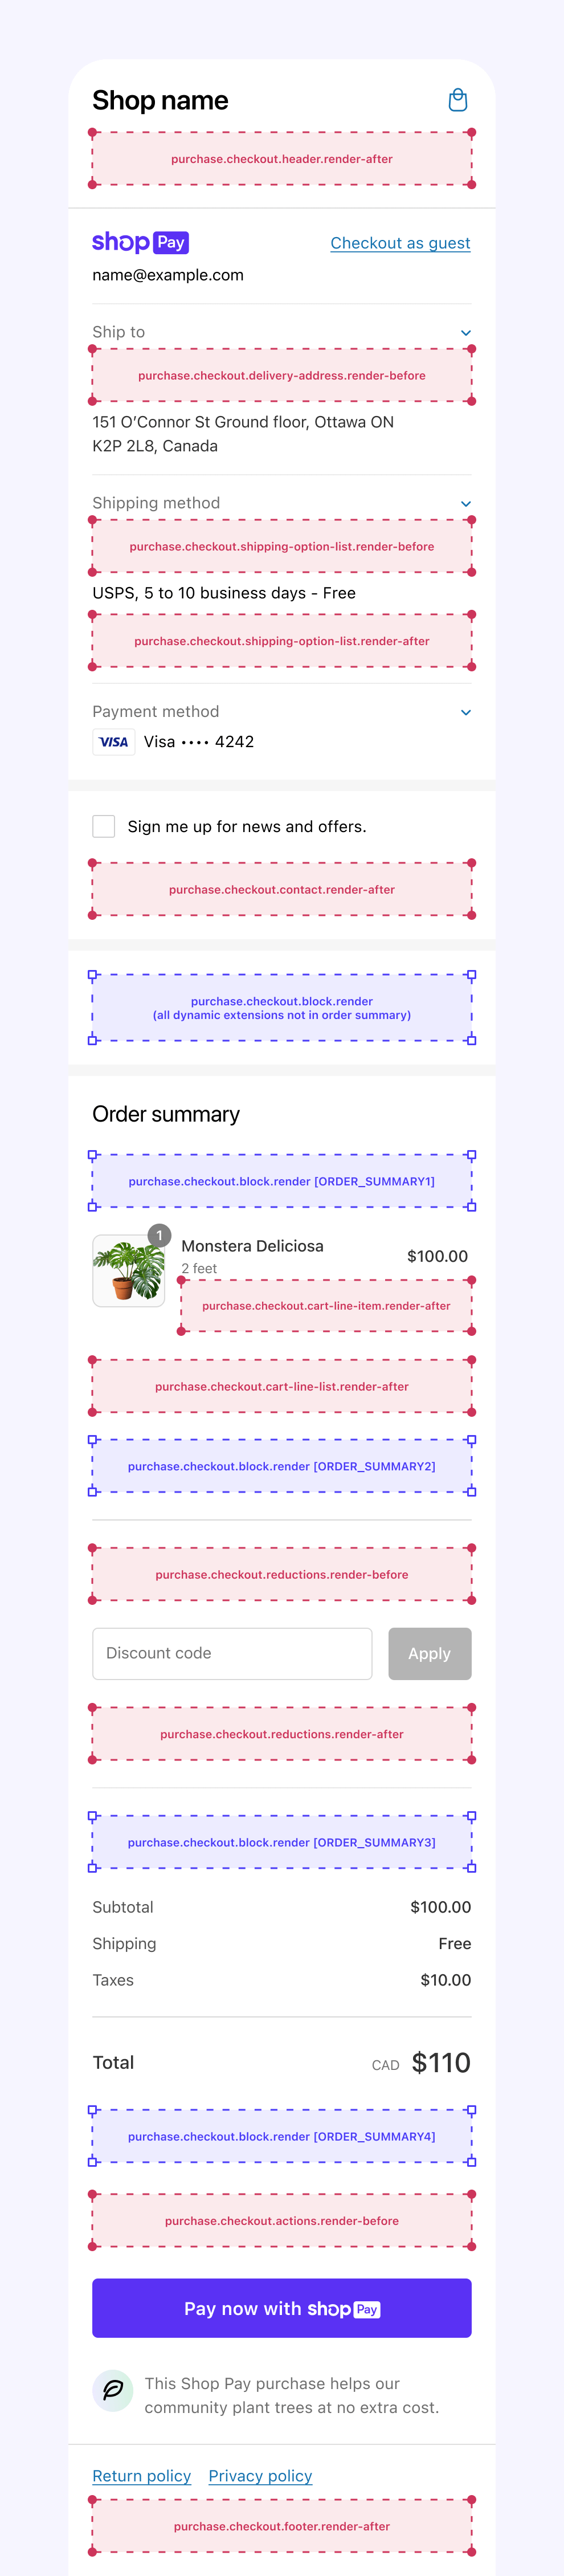 Shop name
purchase.checkout.header.render-after
shop Pay
Checkout as guest
name@example.com
Ship to
purchase.checkout.delivery-address.render-before
151 O’Connor St Ground floor, Ottawa ON
K2P 2L8, Canada
Shipping method
purchase.checkout.shipping-option-list.render-before
USPS, 5 to 10 business days - Free
purchase.checkout.shipping-option-list.render-after
Payment method
VISA Visa •••• 4242
Sign me up for news and offers.
purchase.checkout.contact.render-after
purchase.checkout.block.render
(all dynamic extensions not in order summary)
Order summary
purchase.checkout.block.render [ORDER_SUMMARY1]
1
Monstera Deliciosa
$100.00
2 feet
purchase.checkout.cart-line-item.render-after
purchase.checkout.cart-line-list.render-after
purchase.checkout.block.render [ORDER_SUMMARY2]
purchase.checkout.reductions.render-before
Discount code
Apply
purchase.checkout.reductions.render-after
purchase.checkout.block.render [ORDER_SUMMARY3]
Subtotal $100.00
Shipping Free
Taxes $10.00
Total CAD $110
purchase.checkout.block.render [ORDER_SUMMARY4]
purchase.checkout.actions.render-before
Pay now with shop Pay
This Shop Pay purchase helps our
community plant trees at no extra cost.
Return policy Privacy policy
purchase.checkout.footer.render-after